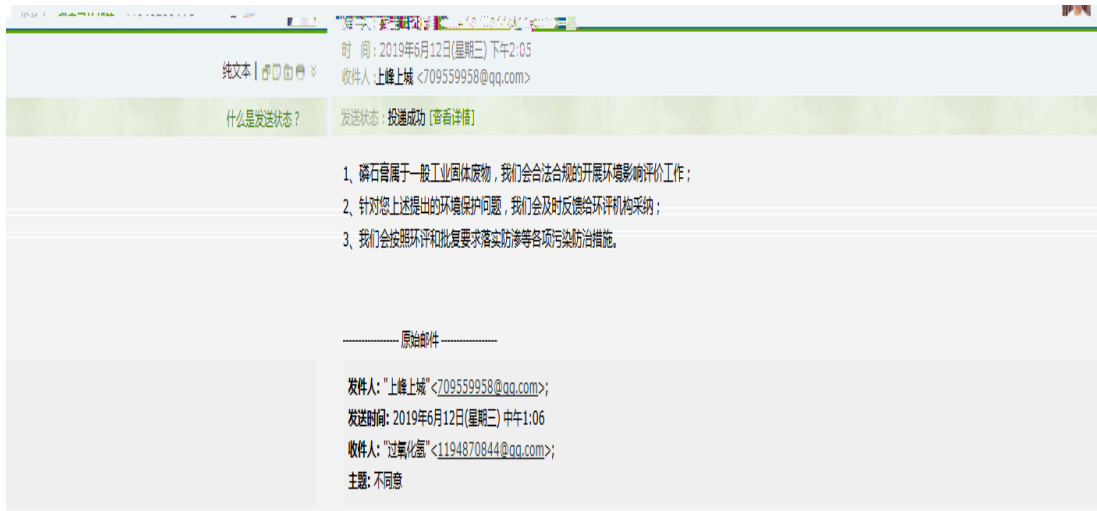 纯文本 |
什么是发送状态？
时 间：2019年6月12日(星期三) 下午2:05
收件人：上峰上城 <709559958@qq.com>
发送状态：投递成功 [查看详情]
1、磷石膏属于一般工业固体废物，我们会合法合规的开展环境影响评价工作；
2、针对您上述提出的环境保护问题，我们会及时反馈给环评机构采纳；
3、我们会按照环评和批复要求落实防渗等各项污染防治措施。
------------------ 原始邮件 ------------------
发件人: "上峰上城"<709559958@qq.com>;
发送时间: 2019年6月12日(星期三) 中午1:06
收件人: "过氧化氢"<1194870844@qq.com>;
主题: 不同意